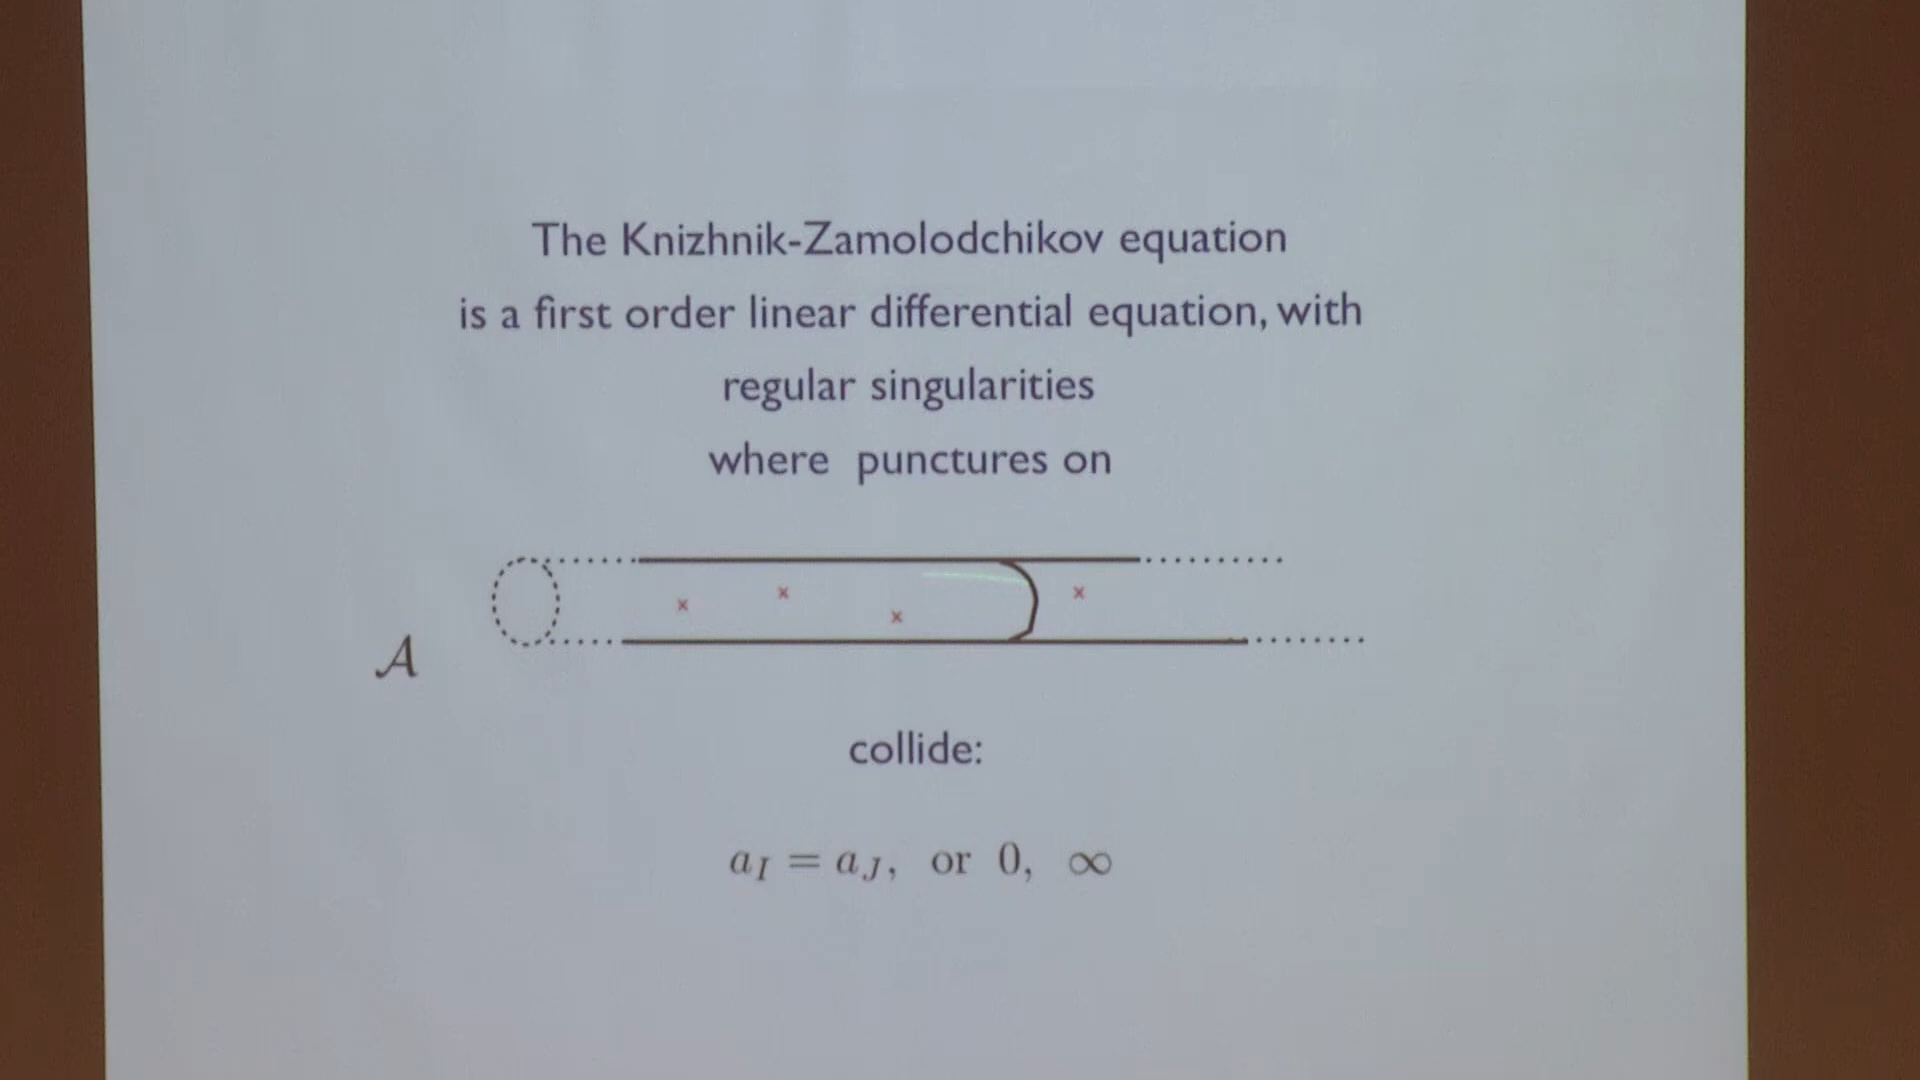 The Knizhnik-Zamolodchikov equation
is a first order linear differential equation, with
regular singularities
where punctures on
x x x x
𝒜
collide:
a_I = a_J, or 0, ∞